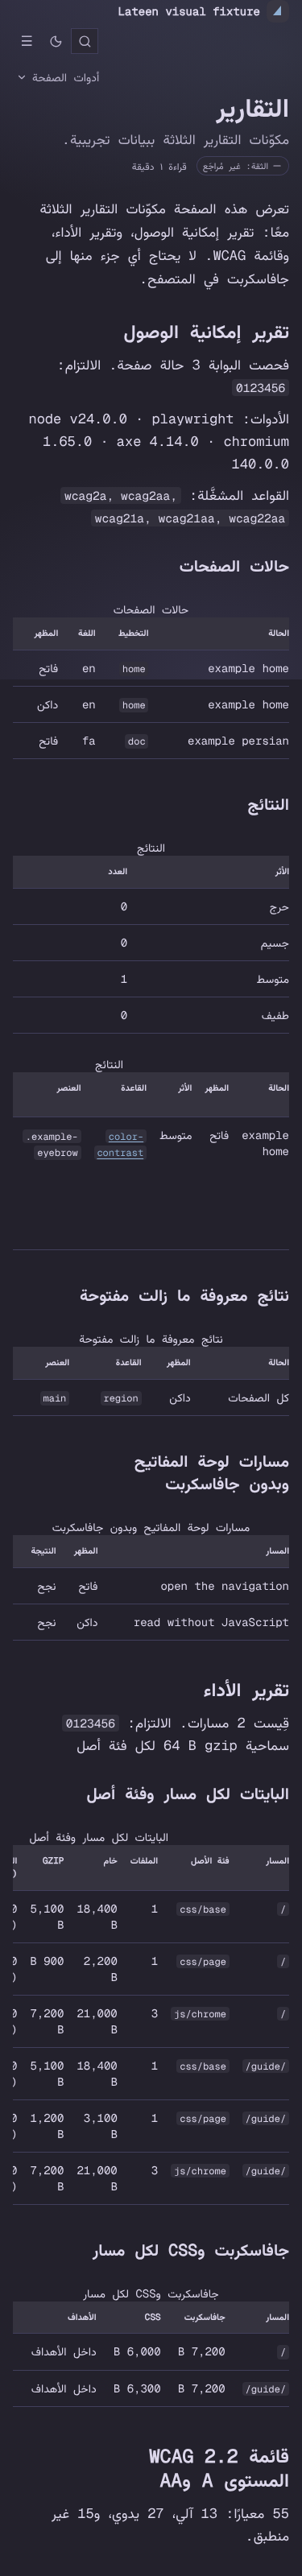 Lateen visual fixture
أدوات الصفحة
التقارير
مكوّنات التقارير الثلاثة ببيانات تجريبية.
— الثقة: غير مُراجَع
قراءة ١ دقيقة
تعرض هذه الصفحة مكوّنات التقارير الثلاثة
معًا: تقرير إمكانية الوصول، وتقرير الأداء،
وقائمة WCAG. لا يحتاج أي جزء منها إلى
جافاسكربت في المتصفح.
تقرير إمكانية الوصول
فحصت البوابة 3 حالة صفحة. الالتزام:
0123456
الأدوات: node v24.0.0 · playwright
1.65.0 · axe 4.14.0 · chromium
140.0.0
القواعد المشغَّلة: wcag2a, wcag2aa,
wcag21a, wcag21aa, wcag22aa
حالات الصفحات
حالات الصفحات
الحالة التخطيط اللغة المظهر
example home home en فاتح
example home home en داكن
example persian doc fa فاتح
النتائج
النتائج
الأثر العدد
حرج 0
جسيم 0
متوسط 1
طفيف 0
النتائج
الحالة المظهر الأثر القاعدة العنصر
example home فاتح متوسط color-contrast .example-eyebrow
نتائج معروفة ما زالت مفتوحة
نتائج معروفة ما زالت مفتوحة
الحالة المظهر القاعدة العنصر
كل الصفحات داكن region main
مسارات لوحة المفاتيح
وبدون جافاسكربت
مسارات لوحة المفاتيح وبدون جافاسكربت
المسار المظهر النتيجة
open the navigation فاتح نجح
read without JavaScript داكن نجح
تقرير الأداء
قِيست 2 مسارات. الالتزام: 0123456
سماحية 64 B gzip لكل فئة أصل
البايتات لكل مسار وفئة أصل
البايتات لكل مسار وفئة أصل
المسار فئة الأصل الملفات خام GZIP
/ css/base 1 18,400 B 5,100 B
/ css/page 1 2,200 B 900 B
/ js/chrome 3 21,000 B 7,200 B
/guide/ css/base 1 18,400 B 5,100 B
/guide/ css/page 1 3,100 B 1,200 B
/guide/ js/chrome 3 21,000 B 7,200 B
جافاسكربت وCSS لكل مسار
جافاسكربت وCSS لكل مسار
المسار جافاسكربت CSS الأهداف
/ 7,200 B 6,000 B داخل الأهداف
/guide/ 7,200 B 6,300 B داخل الأهداف
قائمة WCAG 2.2
المستوى A وAA
55 معيارًا: 13 آلي، 27 يدوي، و15 غير
منطبق.